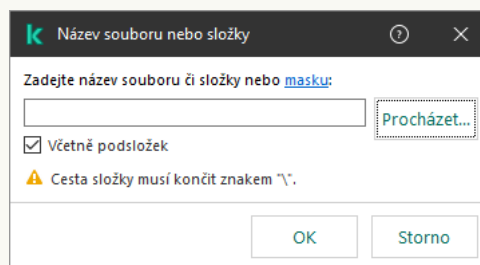 Název souboru nebo složky
Zadejte název souboru či složky nebo masku:
Procházet...
Včetně podsložek
Cesta složky musí končit znakem "\".
OK
Storno